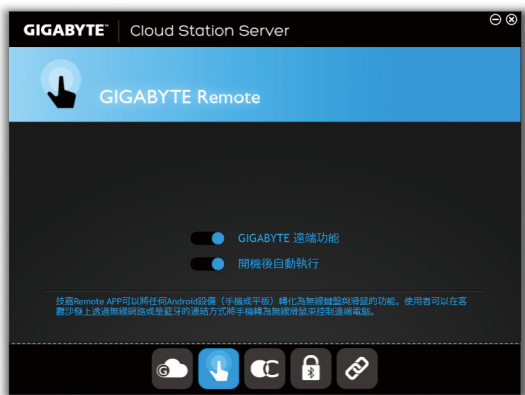 GIGABYTE™ Cloud Station Server
GIGABYTE Remote
GIGABYTE 遠端功能
開機後自動執行
技嘉Remote APP可以將任何Android設備（手機或平板）轉化為無線鍵盤與滑鼠的功能。使用者可以在客
廳沙發上透過無線網路或是藍牙的連結方式將手機轉為無線滑鼠來控制遠端電腦。
G